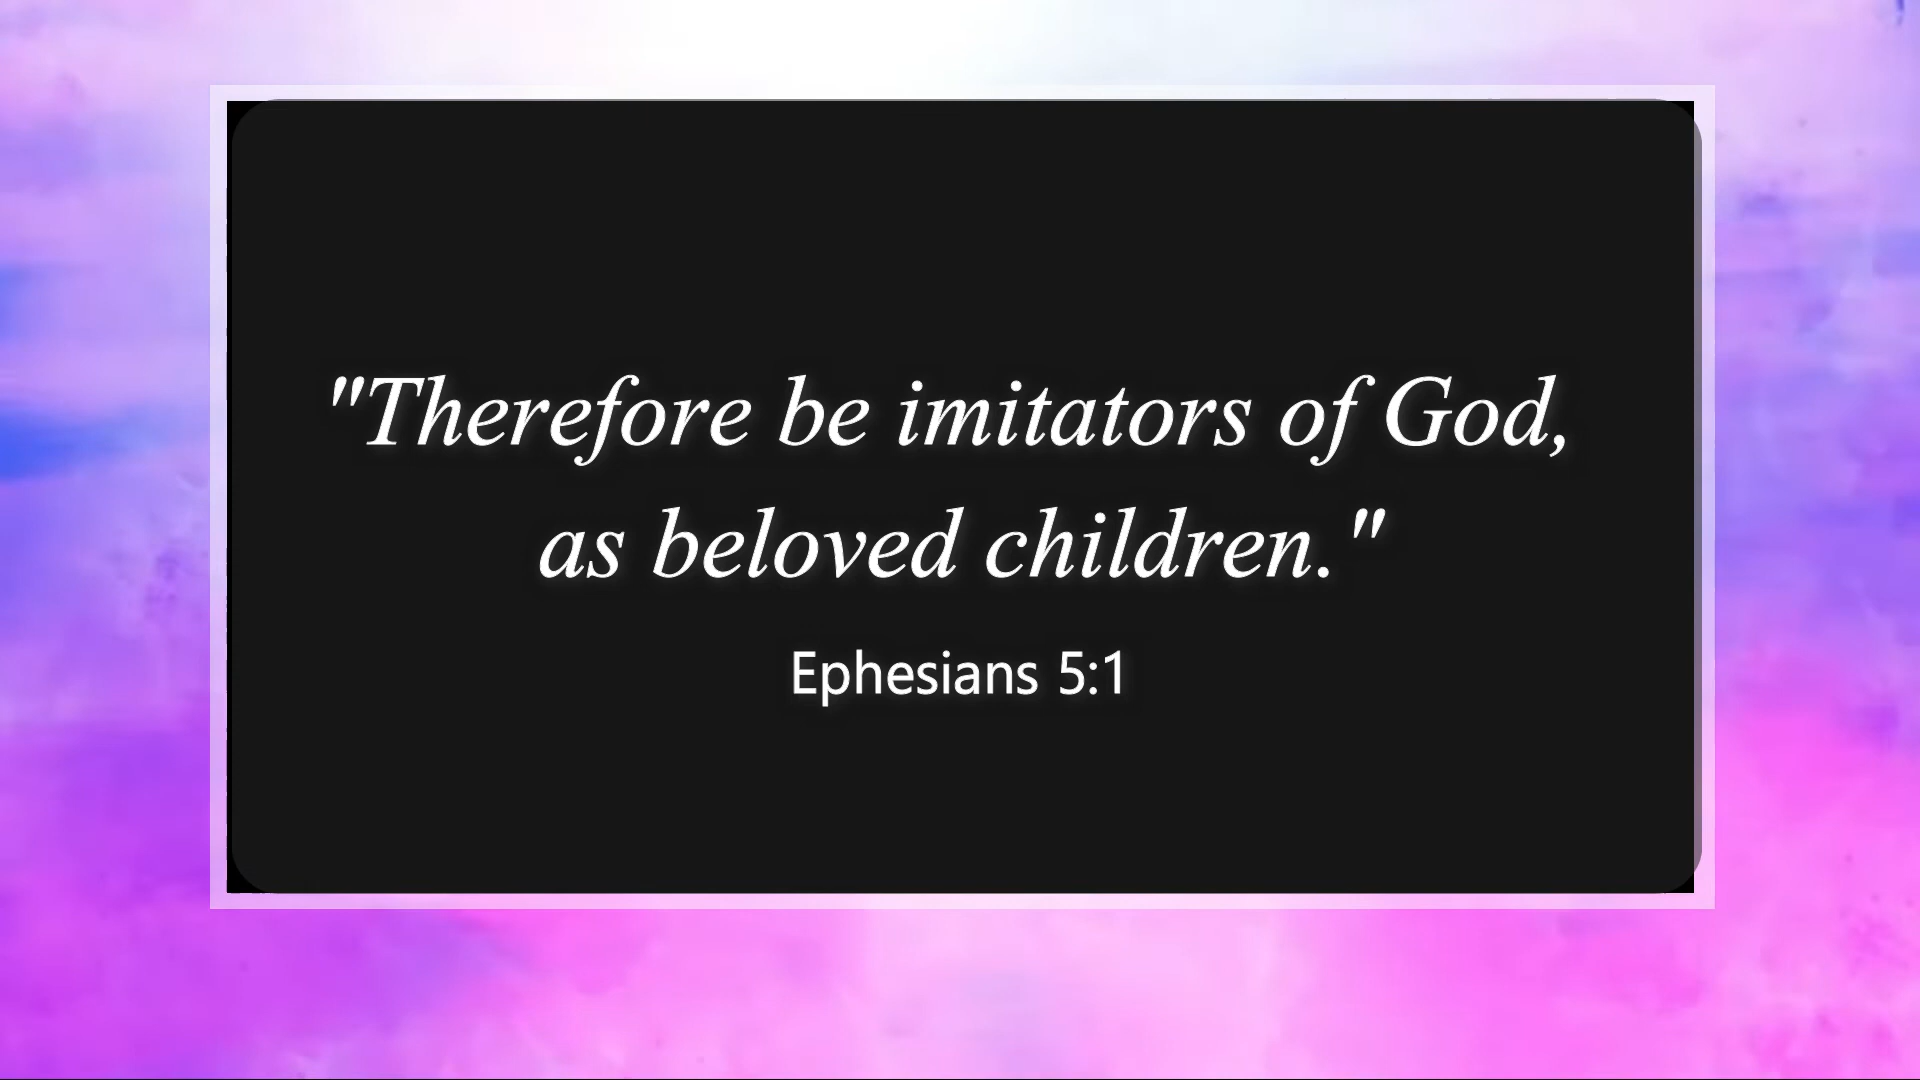 "Therefore be imitators of God,
as beloved children."
Ephesians 5:1